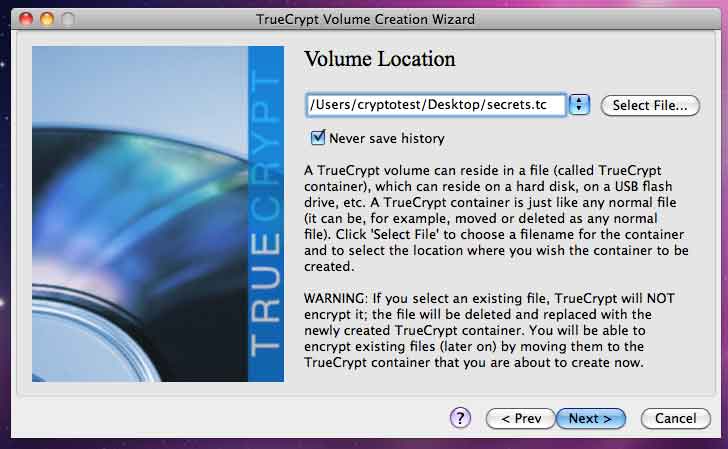 TrueCrypt Volume Creation Wizard
TRUECRYPT
Volume Location
/Users/cryptotest/Desktop/secrets.tc
Select File...
Never save history
A TrueCrypt volume can reside in a file (called TrueCrypt
container), which can reside on a hard disk, on a USB flash
drive, etc. A TrueCrypt container is just like any normal file
(it can be, for example, moved or deleted as any normal
file). Click 'Select File' to choose a filename for the container
and to select the location where you wish the container to be
created.
WARNING: If you select an existing file, TrueCrypt will NOT
encrypt it; the file will be deleted and replaced with the
newly created TrueCrypt container. You will be able to
encrypt existing files (later on) by moving them to the
TrueCrypt container that you are about to create now.
?
< Prev
Next >
Cancel